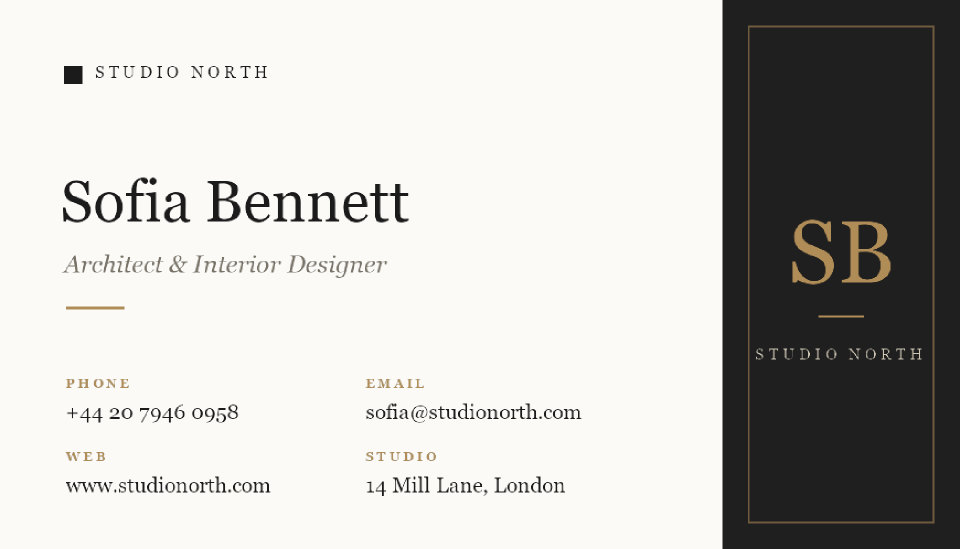 STUDIO NORTH
Sofia Bennett
Architect & Interior Designer
PHONE
+44 20 7946 0958
EMAIL
sofia@studionorth.com
WEB
www.studionorth.com
STUDIO
14 Mill Lane, London
SB
STUDIO NORTH